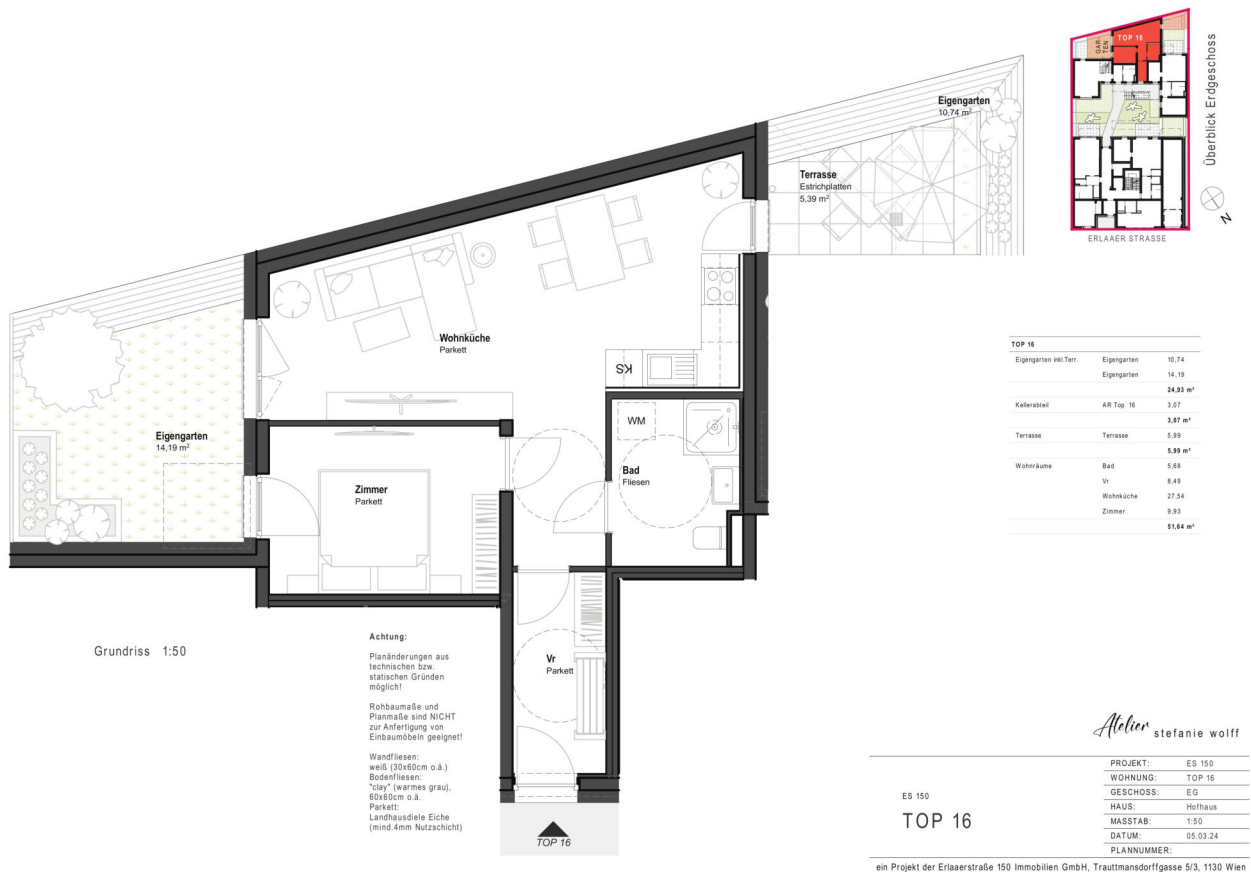 Eigengarten
10,74 m²
Terrasse
Estrichplatten
5,39 m²
Wohnküche
Parkett
KS
Eigengarten
14,19 m²
WM
Bad
Fliesen
Zimmer
Parkett
Vr
Parkett
TOP 16
Grundriss 1:50
Achtung:
Planänderungen aus
technischen bzw.
statischen Gründen
möglich!
Rohbaumaße und
Planmaße sind NICHT
zur Anfertigung von
Einbaumöbeln geeignet!
Wandfliesen:
weiß (30x60cm o.ä.)
Bodenfliesen:
"clay" (warmes grau),
60x60cm o.ä.
Parkett:
Landhausdiele Eiche
(mind.4mm Nutzschicht)
GAR-
TEN
TOP 16
ERLAAER STRASSE
Überblick Erdgeschoss
N
TOP 16
Eigengarten inkl.Terr. Eigengarten 10,74
Eigengarten 14,19
24,93 m²
Kellerabteil AR Top 16 3,07
3,07 m²
Terrasse Terrasse 5,99
5,99 m²
Wohnräume Bad 5,68
Vr 8,49
Wohnküche 27,54
Zimmer 9,93
51,64 m²
Atelier stefanie wolff
ES 150
TOP 16
PROJEKT: ES 150
WOHNUNG: TOP 16
GESCHOSS: EG
HAUS: Hofhaus
MASSTAB: 1:50
DATUM: 05.03.24
PLANNUMMER:
ein Projekt der Erlaaerstraße 150 Immobilien GmbH, Trauttmansdorffgasse 5/3, 1130 Wien